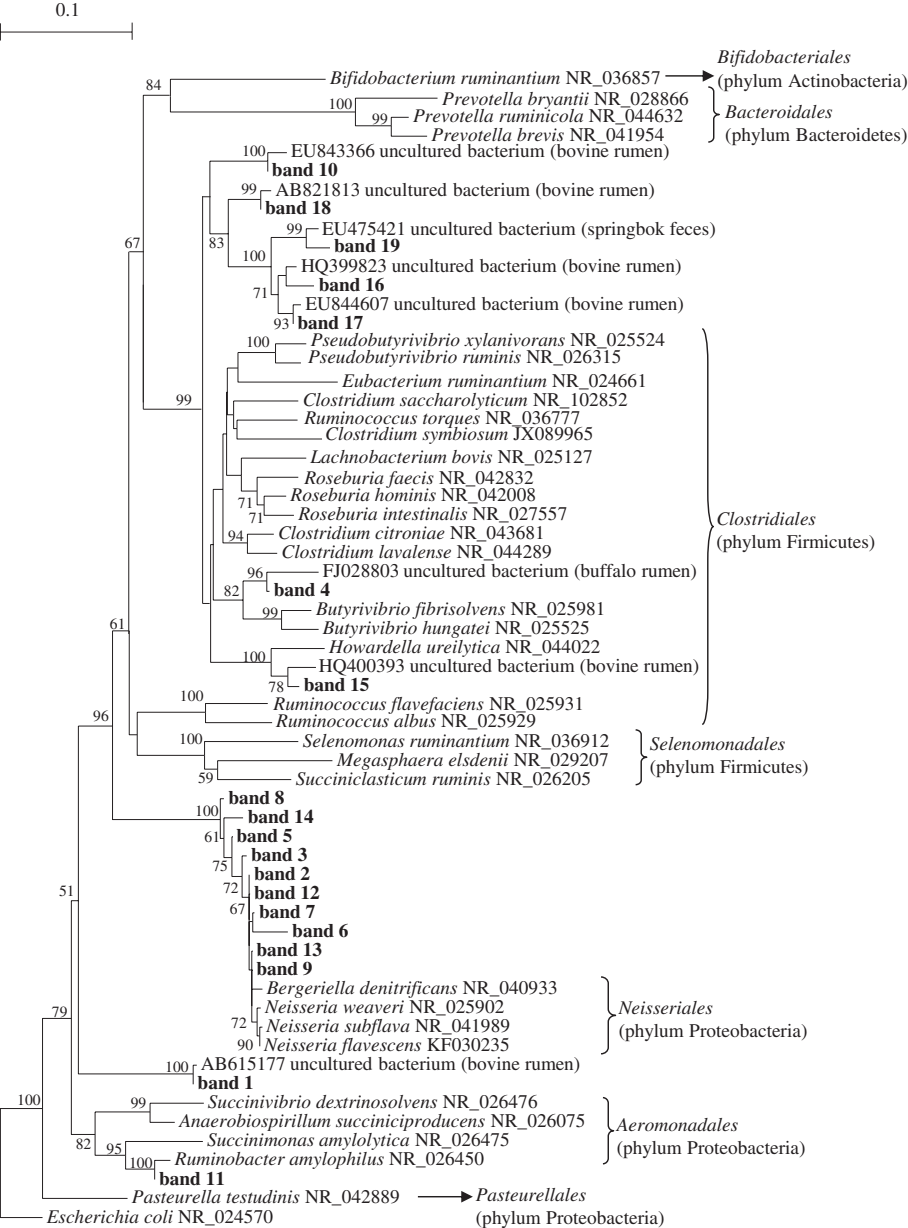 0.1
Bifidobacteriales
84
Bifidobacterium ruminantium NR_036857
(phylum Actinobacteria)
100
Prevotella bryantii NR_028866
Bacteroidales
99
Prevotella ruminicola NR_044632
Prevotella brevis NR_041954
(phylum Bacteroidetes)
100
EU843366 uncultured bacterium (bovine rumen)
band 10
99
AB821813 uncultured bacterium (bovine rumen)
band 18
83
99
EU475421 uncultured bacterium (springbok feces)
67
band 19
100
HQ399823 uncultured bacterium (bovine rumen)
band 16
71
EU844607 uncultured bacterium (bovine rumen)
93
band 17
100
Pseudobutyrivibrio xylanivorans NR_025524
Pseudobutyrivibrio ruminis NR_026315
Eubacterium ruminantium NR_024661
99
Clostridium saccharolyticum NR_102852
Ruminococcus torques NR_036777
Clostridium symbiosum JX089965
Lachnobacterium bovis NR_025127
Roseburia faecis NR_042832
71
Roseburia hominis NR_042008
71
Roseburia intestinalis NR_027557
Clostridiales
(phylum Firmicutes)
94
Clostridium citroniae NR_043681
Clostridium lavalense NR_044289
96
FJ028803 uncultured bacterium (buffalo rumen)
82
band 4
99
Butyrivibrio fibrisolvens NR_025981
Butyrivibrio hungatei NR_025525
61
Howardella ureilytica NR_044022
100
HQ400393 uncultured bacterium (bovine rumen)
78
band 15
100
Ruminococcus flavefaciens NR_025931
Ruminococcus albus NR_025929
96
100
Selenomonas ruminantium NR_036912
Selenomonadales
Megasphaera elsdenii NR_029207
(phylum Firmicutes)
59
Succiniclasticum ruminis NR_026205
band 8
100
band 14
61
band 5
75
band 3
72
band 2
51
band 12
67
band 7
band 6
band 13
band 9
Bergeriella denitrificans NR_040933
Neisseria weaveri NR_025902
Neisseriales
79
72
Neisseria subflava NR_041989
(phylum Proteobacteria)
90
Neisseria flavescens KF030235
100
AB615177 uncultured bacterium (bovine rumen)
band 1
100
99
Succinivibrio dextrinosolvens NR_026476
Anaerobiospirillum succiniciproducens NR_026075
Aeromonadales
82
95
Succinimonas amylolytica NR_026475
(phylum Proteobacteria)
100
Ruminobacter amylophilus NR_026450
band 11
Pasteurella testudinis NR_042889
Pasteurellales
Escherichia coli NR_024570
(phylum Proteobacteria)